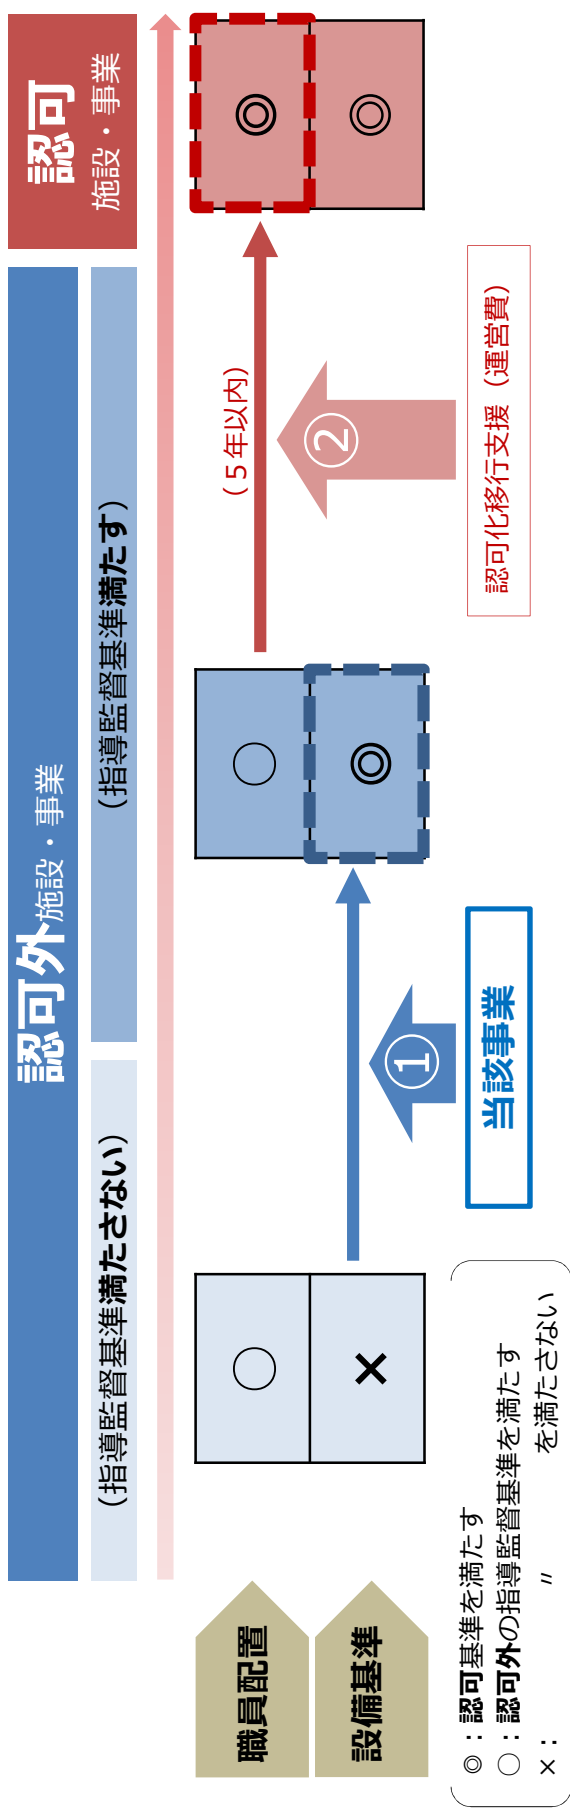 認可外施設・事業
認可
施設・事業
（指導監督基準満たさない）
（指導監督基準満たす）
職員配置
○
○
◎
（５年以内）
設備基準
×
◎
◎
①
②
当該事業
認可化移行支援（運営費）
◎：認可基準を満たす
○：認可外の指導監督基準を満たす
×：　〃　を満たさない